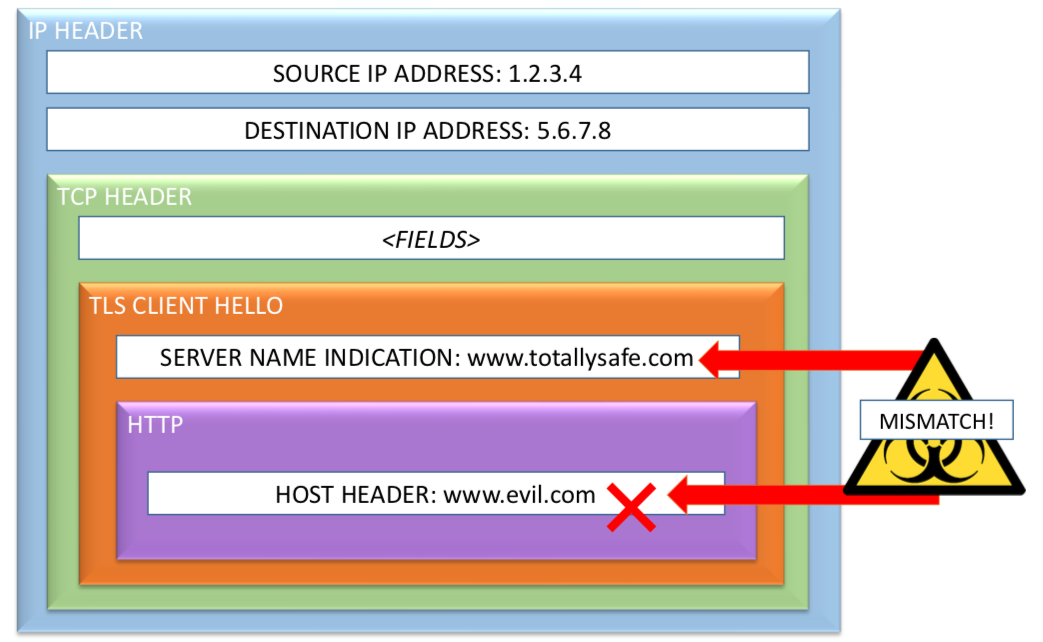 IP HEADER
SOURCE IP ADDRESS: 1.2.3.4
DESTINATION IP ADDRESS: 5.6.7.8
TCP HEADER
<FIELDS>
TLS CLIENT HELLO
SERVER NAME INDICATION: www.totallysafe.com
MISMATCH!
HTTP
HOST HEADER: www.evil.com